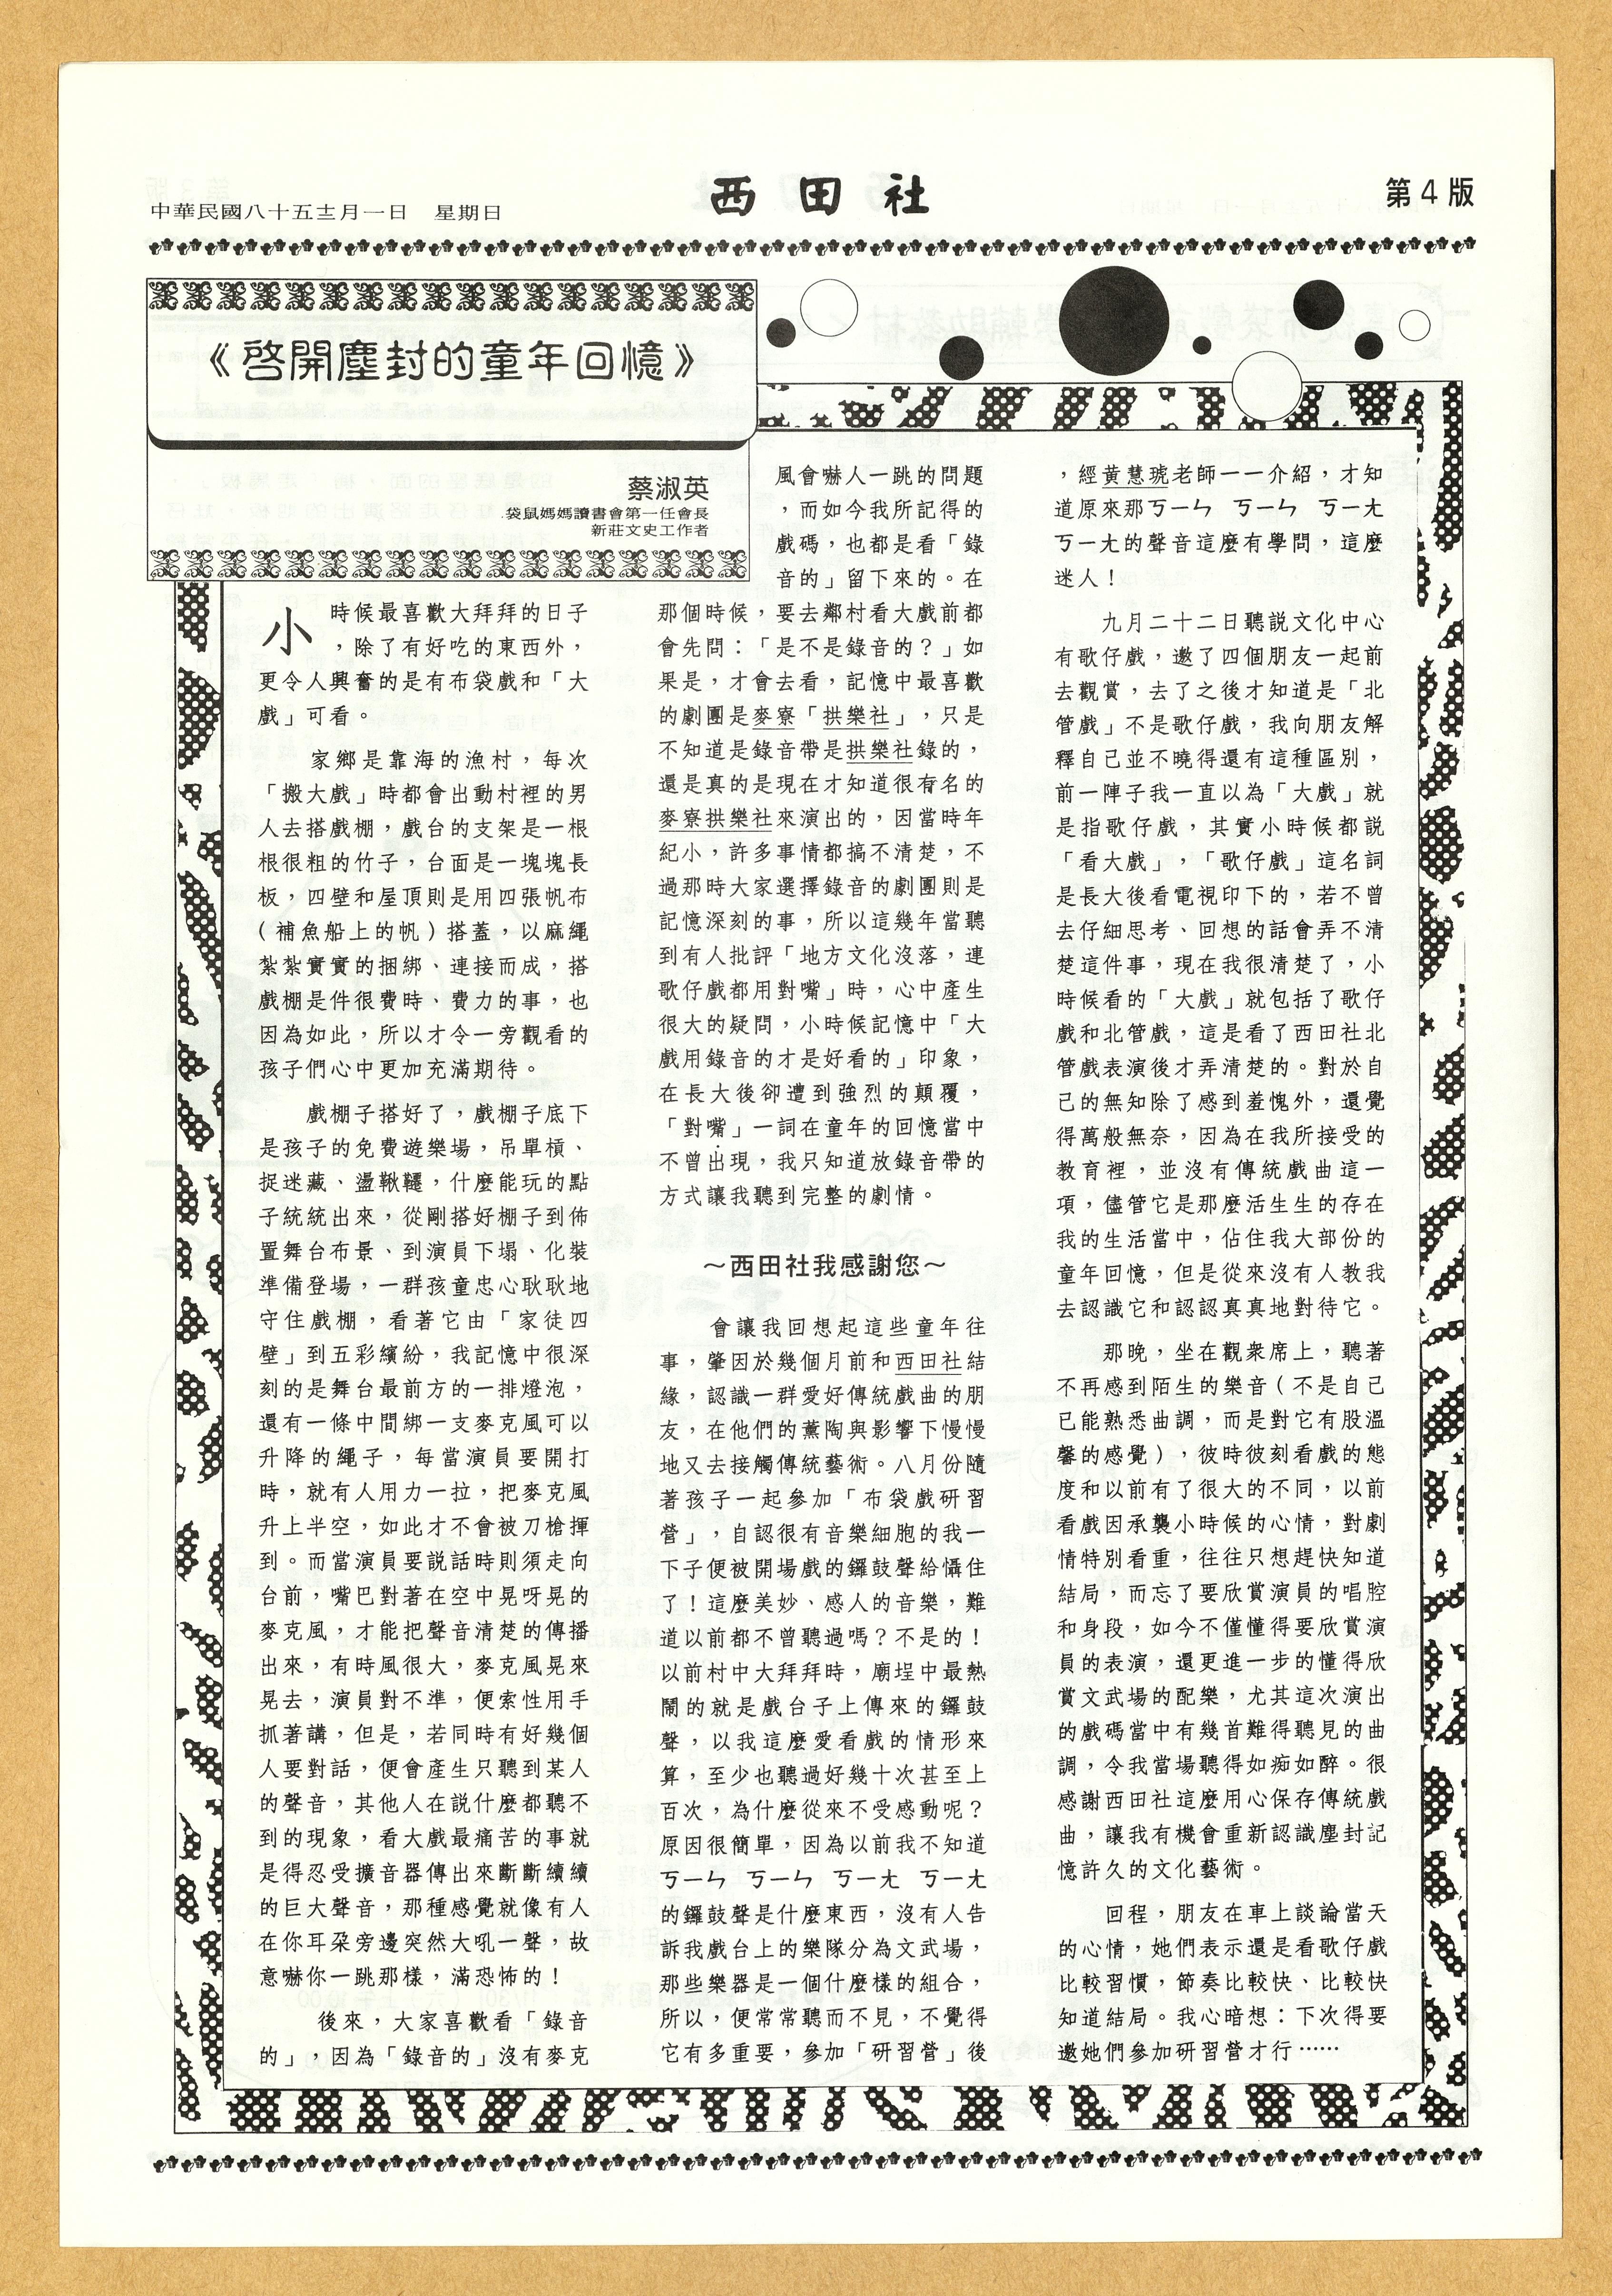 中華民國八十五年十二月一日　星期日
西田社
第4版
《啓開塵封的童年回憶》
蔡淑英
袋鼠媽媽讀書會第一任會長
新莊文史工作者
小時候最喜歡大拜拜的日子
，除了有好吃的東西外，
更令人興奮的是有布袋戲和「大
戲」可看。
家鄉是靠海的漁村，每次
「搬大戲」時都會出動村裡的男
人去搭戲棚，戲台的支架是一根
根很粗的竹子，台面是一塊塊長
板，四壁和屋頂則是用四張帆布
（補魚船上的帆）搭蓋，以麻繩
紮紮實實的捆綁、連接而成，搭
戲棚是件很費時、費力的事，也
因為如此，所以才令一旁觀看的
孩子們心中更加充滿期待。
戲棚子搭好了，戲棚子底下
是孩子的免費遊樂場，吊單槓、
捉迷藏、盪鞦韆，什麼能玩的點
子統統出來，從剛搭好棚子到佈
置舞台布景、到演員下塌、化裝
準備登場，一群孩童忠心耿耿地
守住戲棚，看著它由「家徒四
壁」到五彩繽紛，我記憶中很深
刻的是舞台最前方的一排燈泡，
還有一條中間綁一支麥克風可以
升降的繩子，每當演員要開打
時，就有人用力一拉，把麥克風
升上半空，如此才不會被刀槍揮
到。而當演員要說話時則須走向
台前，嘴巴對著在空中晃呀晃的
麥克風，才能把聲音清楚的傳播
出來，有時風很大，麥克風晃來
晃去，演員對不準，便索性用手
抓著講，但是，若同時有好幾個
人要對話，便會產生只聽到某人
的聲音，其他人在說什麼都聽不
到的現象，看大戲最痛苦的事就
是得忍受擴音器傳出來斷斷續續
的巨大聲音，那種感覺就像有人
在你耳朵旁邊突然大吼一聲，故
意嚇你一跳那樣，滿恐怖的！
後來，大家喜歡看「錄音
的」，因為「錄音的」沒有麥克
風會嚇人一跳的問題
，而如今我所記得的
戲碼，也都是看「錄
音的」留下來的。在
那個時候，要去鄰村看大戲前都
會先問：「是不是錄音的？」如
果是，才會去看，記憶中最喜歡
的劇團是麥寮「拱樂社」，只是
不知道是錄音帶是拱樂社錄的，
還是真的是現在才知道很有名的
麥寮拱樂社來演出的，因當時年
紀小，許多事情都搞不清楚，不
過那時大家選擇錄音的劇團則是
記憶深刻的事，所以這幾年當聽
到有人批評「地方文化沒落，連
歌仔戲都用對嘴」時，心中產生
很大的疑問，小時候記憶中「大
戲用錄音的才是好看的」印象，
在長大後卻遭到強烈的顛覆，
「對嘴」一詞在童年的回憶當中
不曾出現，我只知道放錄音帶的
方式讓我聽到完整的劇情。
～西田社我感謝您～
會讓我回想起這些童年往
事，肇因於幾個月前和西田社結
緣，認識一群愛好傳統戲曲的朋
友，在他們的薰陶與影響下慢慢
地又去接觸傳統藝術。八月份隨
著孩子一起參加「布袋戲研習
營」，自認很有音樂細胞的我一
下子便被開場戲的鑼鼓聲給懾住
了！這麼美妙、感人的音樂，難
道以前都不曾聽過嗎？不是的！
以前村中大拜拜時，廟埕中最熱
鬧的就是戲台子上傳來的鑼鼓
聲，以我這麼愛看戲的情形來
算，至少也聽過好幾十次甚至上
百次，為什麼從來不受感動呢？
原因很簡單，因為以前我不知道
ㄎㄧㄣ　ㄎㄧㄣ　ㄎㄧㄤ　ㄎㄧㄤ
的鑼鼓聲是什麼東西，沒有人告
訴我戲台上的樂隊分為文武場，
那些樂器是一個什麼樣的組合，
所以，便常常聽而不見，不覺得
它有多重要，參加「研習營」後
，經黃慧琥老師一一介紹，才知
道原來那ㄎㄧㄣ　ㄎㄧㄣ　ㄎㄧㄤ
ㄎㄧㄤ的聲音這麼有學問，這麼
迷人！
九月二十二日聽說文化中心
有歌仔戲，邀了四個朋友一起前
去觀賞，去了之後才知道是「北
管戲」不是歌仔戲，我向朋友解
釋自己並不曉得還有這種區別，
前一陣子我一直以為「大戲」就
是指歌仔戲，其實小時候都說
「看大戲」，「歌仔戲」這名詞
是長大後看電視印下的，若不曾
去仔細思考、回想的話會弄不清
楚這件事，現在我很清楚了，小
時候看的「大戲」就包括了歌仔
戲和北管戲，這是看了西田社北
管戲表演後才弄清楚的。對於自
己的無知除了感到羞愧外，還覺
得萬般無奈，因為在我所接受的
教育裡，並沒有傳統戲曲這一
項，儘管它是那麼活生生的存在
我的生活當中，佔住我大部份的
童年回憶，但是從來沒有人教我
去認識它和認認真真地對待它。
那晚，坐在觀衆席上，聽著
不再感到陌生的樂音（不是自己
己能熟悉曲調，而是對它有股溫
馨的感覺），彼時彼刻看戲的態
度和以前有了很大的不同，以前
看戲因承襲小時候的心情，對劇
情特別看重，往往只想趕快知道
結局，而忘了要欣賞演員的唱腔
和身段，如今不僅懂得要欣賞演
員的表演，還更進一步的懂得欣
賞文武場的配樂，尤其這次演出
的戲碼當中有幾首難得聽見的曲
調，令我當場聽得如痴如醉。很
感謝西田社這麼用心保存傳統戲
曲，讓我有機會重新認識塵封記
憶許久的文化藝術。
回程，朋友在車上談論當天
的心情，她們表示還是看歌仔戲
比較習慣，節奏比較快、比較快
知道結局。我心暗想：下次得要
邀她們參加研習營才行……